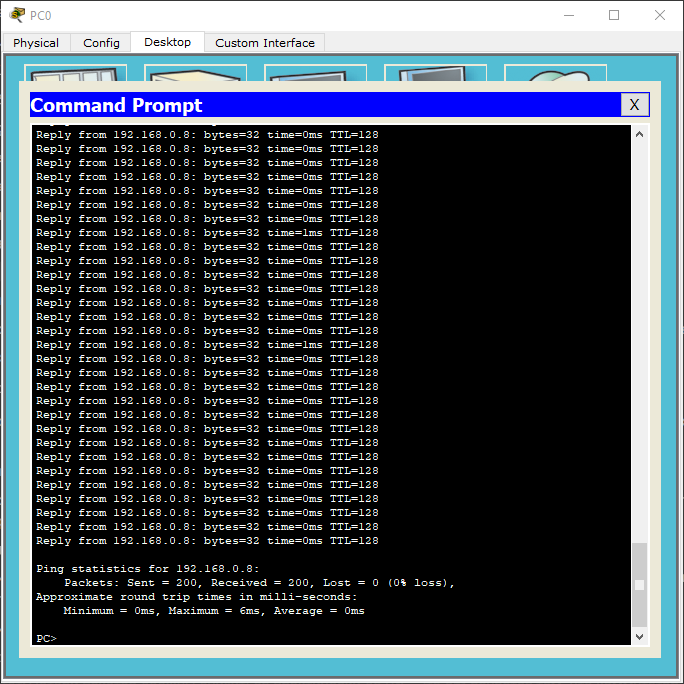 PC0
Physical Config Desktop Custom Interface
Command Prompt X
Reply from 192.168.0.8: bytes=32 time=0ms TTL=128
Reply from 192.168.0.8: bytes=32 time=0ms TTL=128
Reply from 192.168.0.8: bytes=32 time=0ms TTL=128
Reply from 192.168.0.8: bytes=32 time=0ms TTL=128
Reply from 192.168.0.8: bytes=32 time=0ms TTL=128
Reply from 192.168.0.8: bytes=32 time=0ms TTL=128
Reply from 192.168.0.8: bytes=32 time=0ms TTL=128
Reply from 192.168.0.8: bytes=32 time=1ms TTL=128
Reply from 192.168.0.8: bytes=32 time=0ms TTL=128
Reply from 192.168.0.8: bytes=32 time=0ms TTL=128
Reply from 192.168.0.8: bytes=32 time=0ms TTL=128
Reply from 192.168.0.8: bytes=32 time=0ms TTL=128
Reply from 192.168.0.8: bytes=32 time=0ms TTL=128
Reply from 192.168.0.8: bytes=32 time=0ms TTL=128
Reply from 192.168.0.8: bytes=32 time=0ms TTL=128
Reply from 192.168.0.8: bytes=32 time=1ms TTL=128
Reply from 192.168.0.8: bytes=32 time=0ms TTL=128
Reply from 192.168.0.8: bytes=32 time=0ms TTL=128
Reply from 192.168.0.8: bytes=32 time=0ms TTL=128
Reply from 192.168.0.8: bytes=32 time=0ms TTL=128
Reply from 192.168.0.8: bytes=32 time=0ms TTL=128
Reply from 192.168.0.8: bytes=32 time=0ms TTL=128
Reply from 192.168.0.8: bytes=32 time=0ms TTL=128
Reply from 192.168.0.8: bytes=32 time=0ms TTL=128
Reply from 192.168.0.8: bytes=32 time=0ms TTL=128
Reply from 192.168.0.8: bytes=32 time=0ms TTL=128
Reply from 192.168.0.8: bytes=32 time=0ms TTL=128
Reply from 192.168.0.8: bytes=32 time=0ms TTL=128
Reply from 192.168.0.8: bytes=32 time=0ms TTL=128
Reply from 192.168.0.8: bytes=32 time=0ms TTL=128
Ping statistics for 192.168.0.8:
Packets: Sent = 200, Received = 200, Lost = 0 (0% loss),
Approximate round trip times in milli-seconds:
Minimum = 0ms, Maximum = 6ms, Average = 0ms
PC>